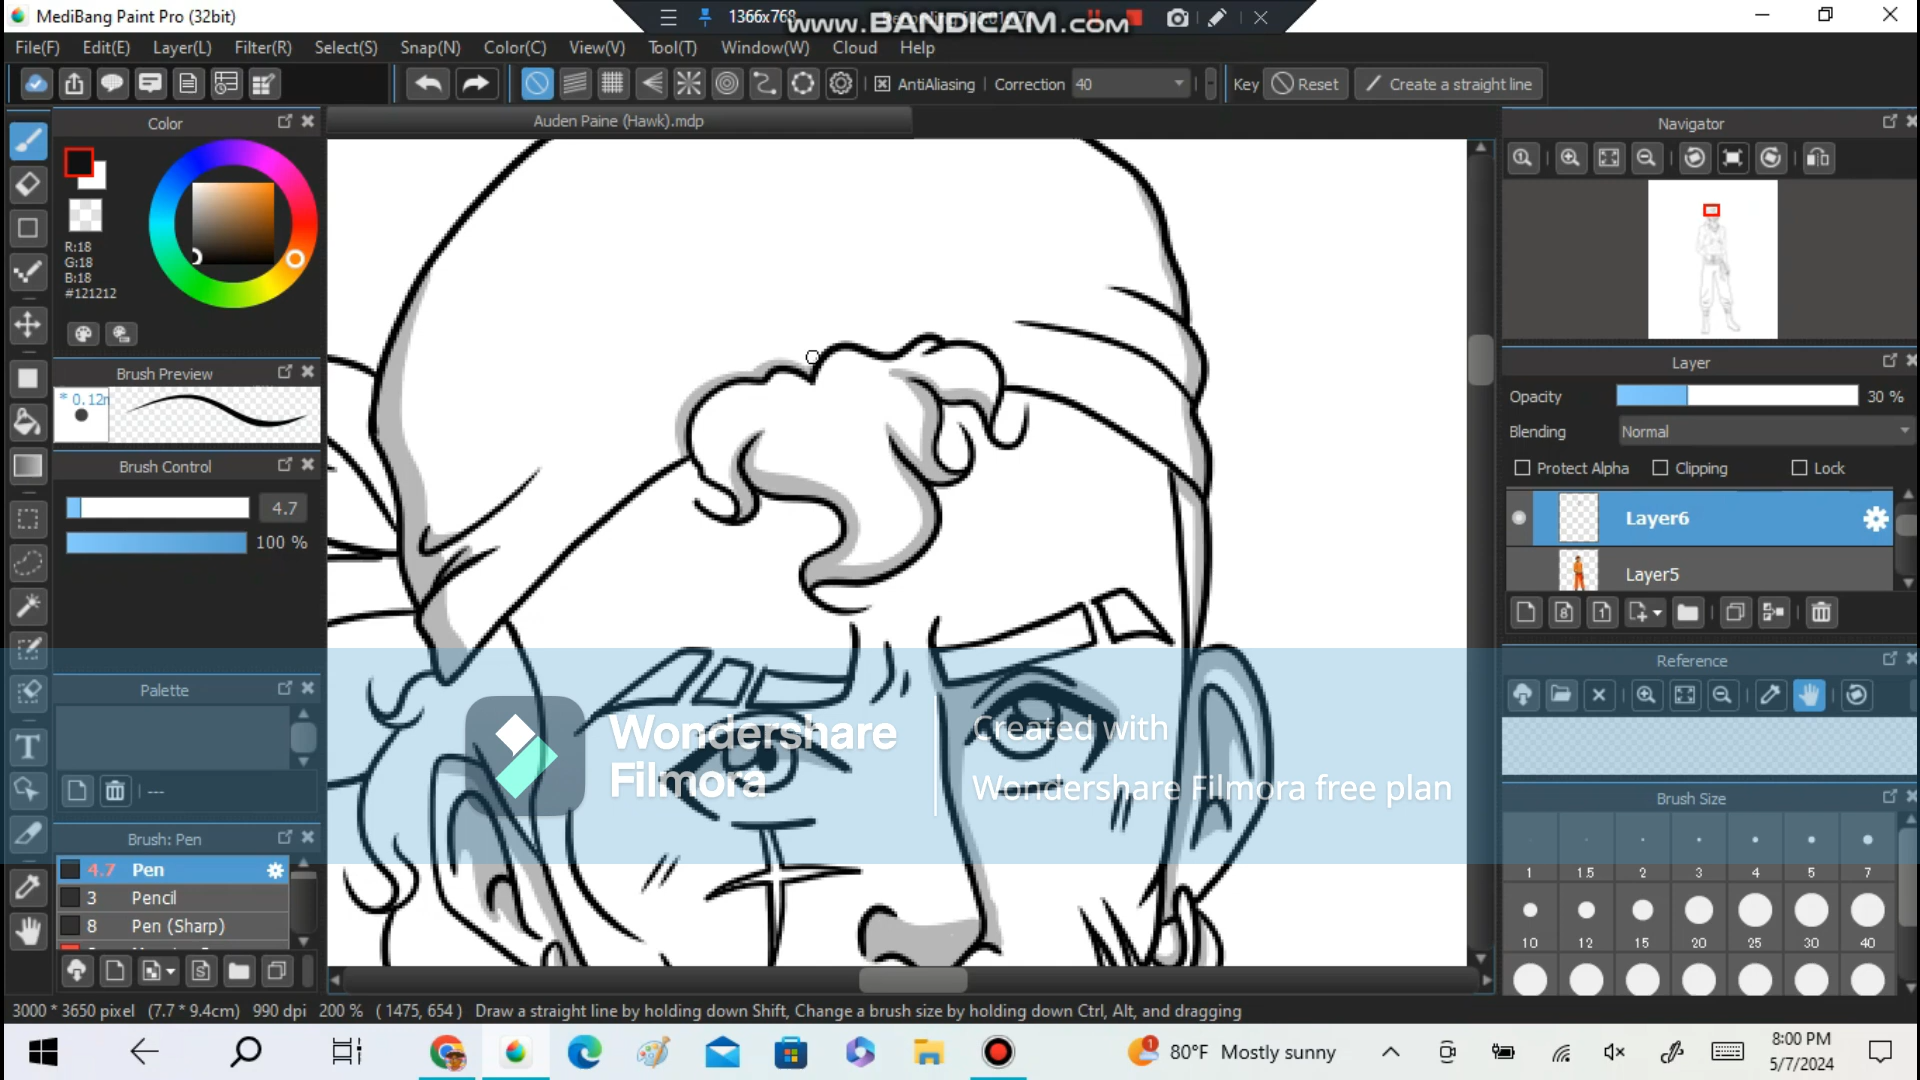 MediBang Paint Pro (32bit)
1366x768
www.BANDICAM.com
File(F) Edit(E) Layer(L) Filter(R) Select(S) Snap(N) Color(C) View(V) Tool(T) Window(W) Cloud Help
AntiAliasing Correction 40 Key Reset Create a straight line
Color
Auden Paine (Hawk).mdp
Navigator
R:18
G:18
B:18
#121212
Brush Preview
Layer
* 0.12m
Opacity 30 %
Blending Normal
Brush Control
Protect Alpha Clipping Lock
4.7
Layer6
100 %
Layer5
Palette
Reference
Wondershare
Filmora
Created with
Wondershare Filmora free plan
---
Brush Size
Brush: Pen
4.7 Pen
1 1.5 2 3 4 5 7
3 Pencil
8 Pen (Sharp)
10 12 15 20 25 30 40
3000 * 3650 pixel (7.7 * 9.4cm) 990 dpi 200 % ( 1475, 654 ) Draw a straight line by holding down Shift, Change a brush size by holding down Ctrl, Alt, and dragging
80°F Mostly sunny
8:00 PM
5/7/2024